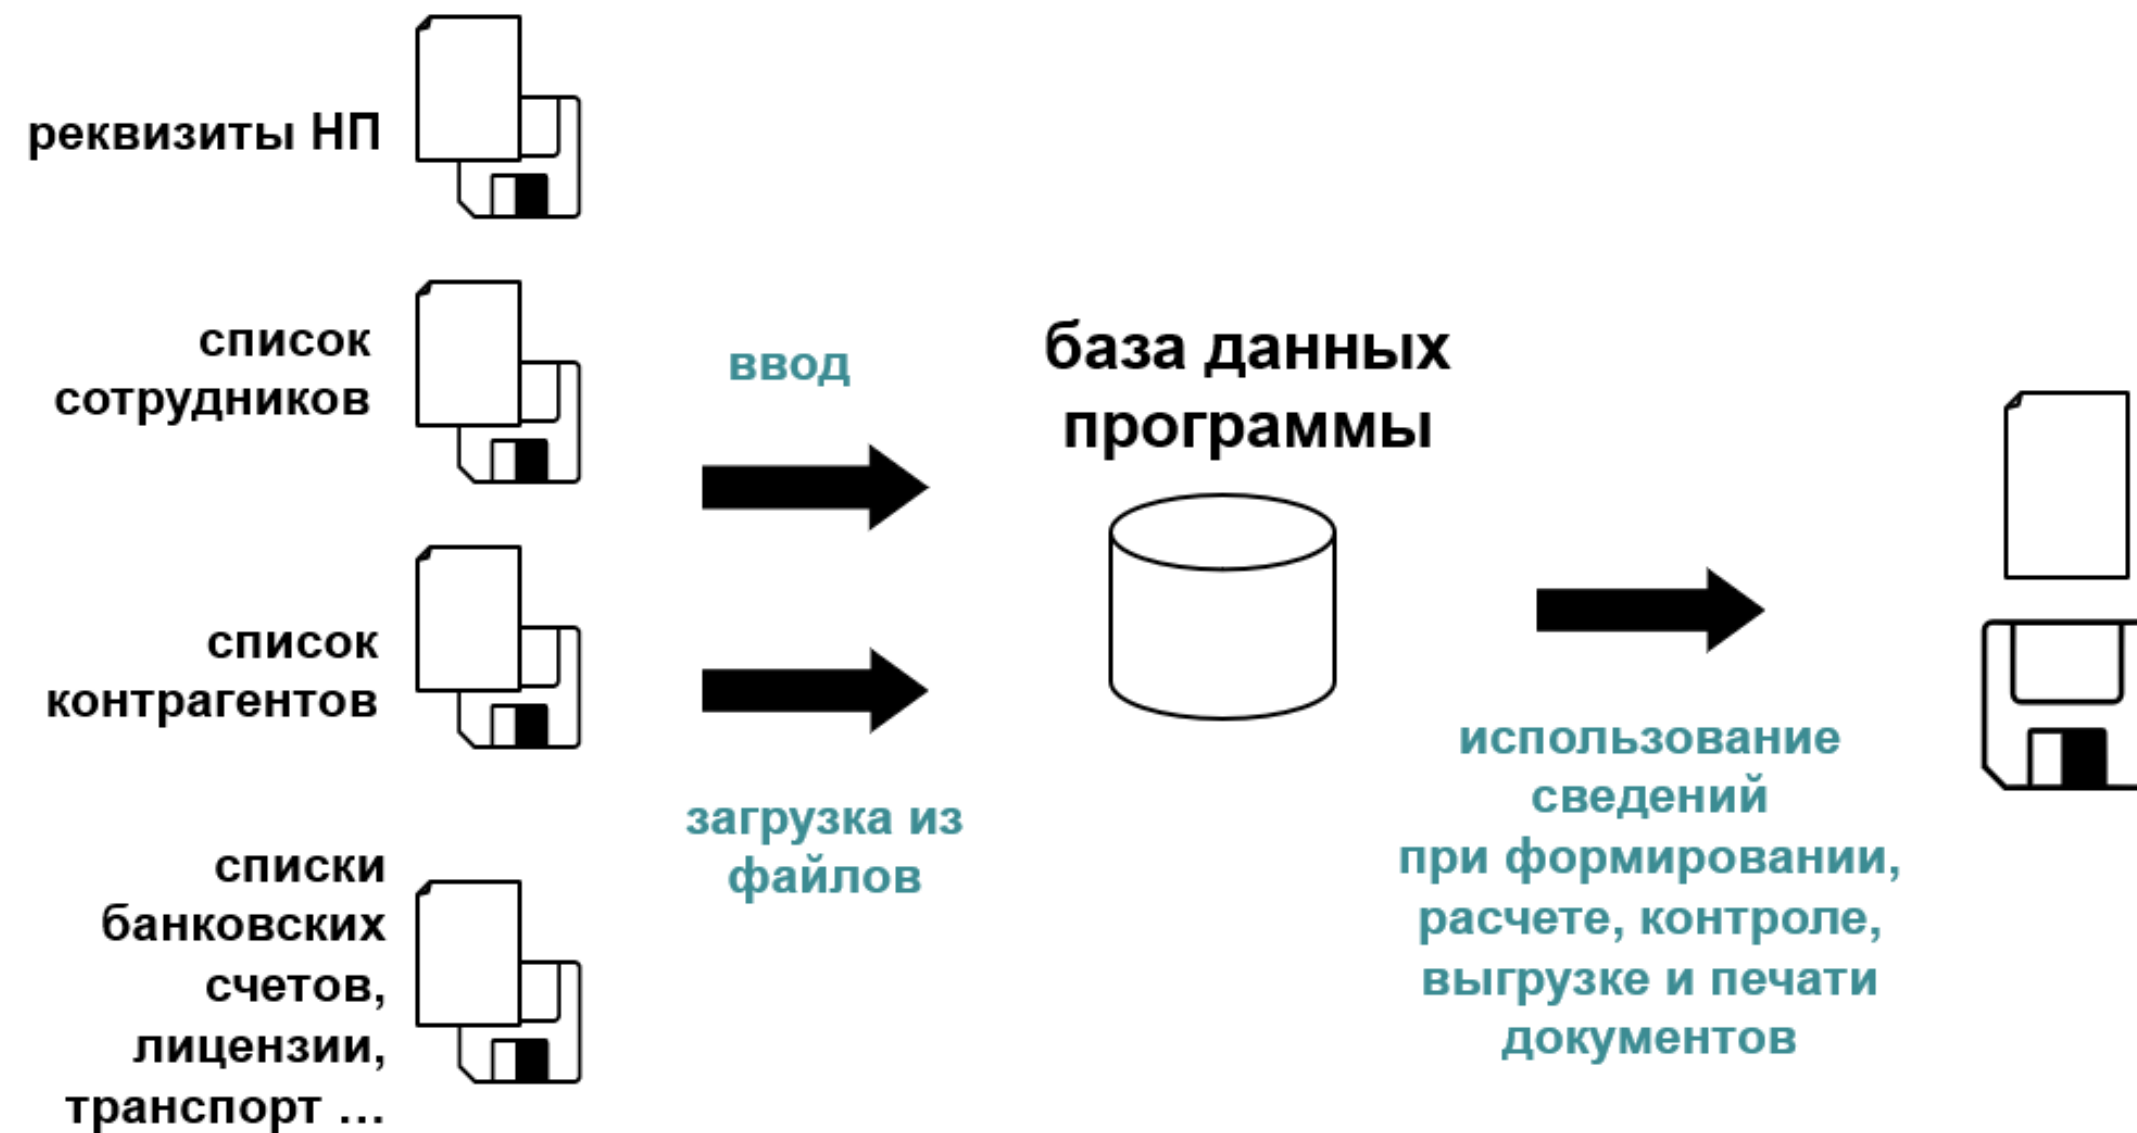 реквизиты НП
список
сотрудников
список
контрагентов
списки
банковских
счетов,
лицензии,
транспорт ...
ввод
загрузка из
файлов
база данных
программы
использование
сведений
при формировании,
расчете, контроле,
выгрузке и печати
документов